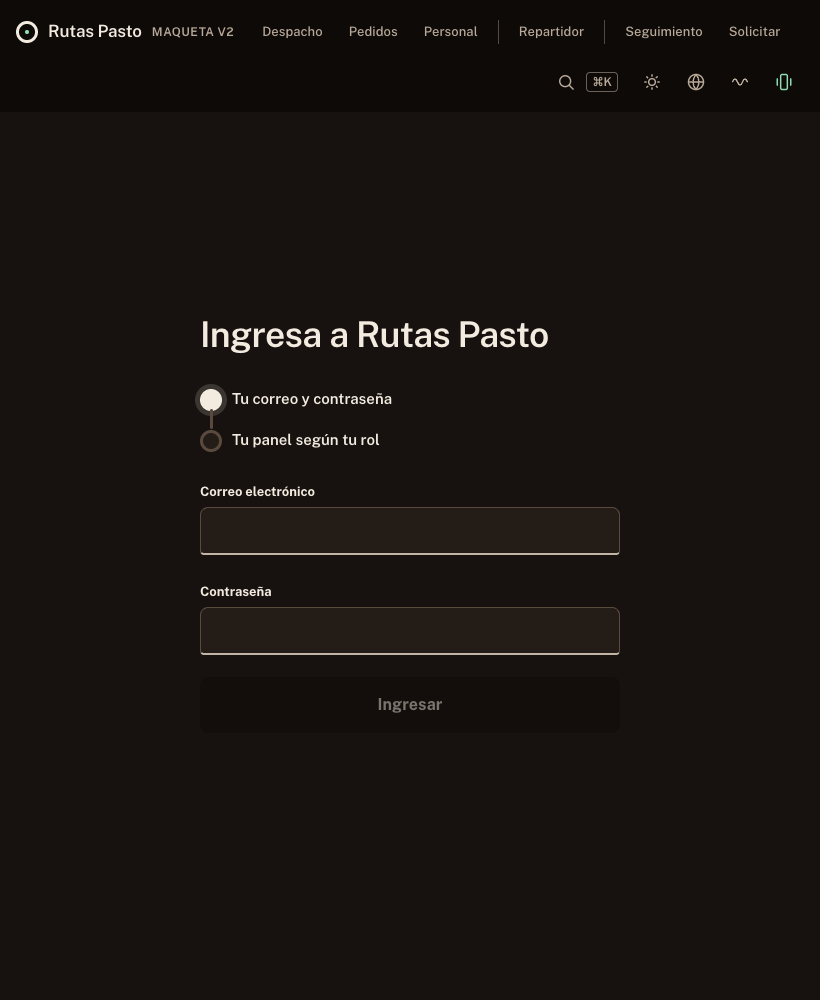 Rutas Pasto MAQUETA V2 Despacho Pedidos Personal Repartidor Seguimiento Solicitar
⌘K
Ingresa a Rutas Pasto
Tu correo y contraseña
Tu panel según tu rol
Correo electrónico
Contraseña
Ingresar